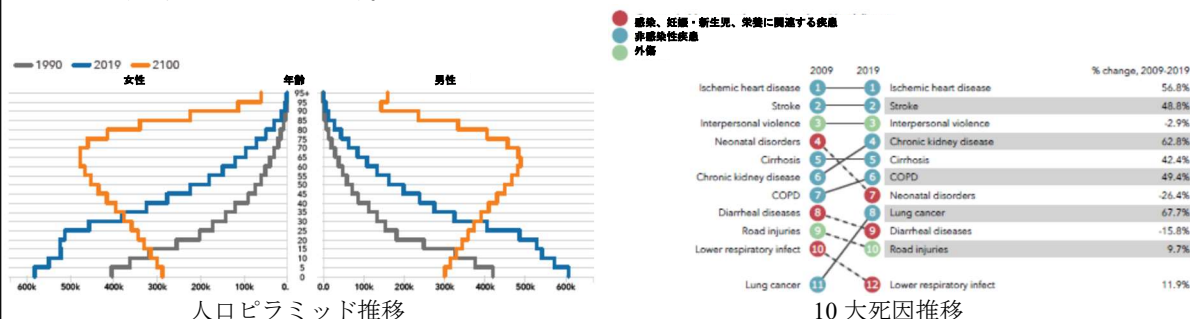 1990 2019 2100
女性 年齢 男性
95+
95
90
85
80
75
70
65
60
55
50
45
40
35
30
25
20
15
10
5
0
600k 500k 400k 300k 200k 100k 0. 0. 100k 200k 300k 400k 500k 600k
人口ピラミッド推移
感染、妊娠・新生児、栄養に関連する疾患
非感染性疾患
外傷
2009 2019 % change, 2009-2019
Ischemic heart disease 1 1 Ischemic heart disease 56.8%
Stroke 2 2 Stroke 48.8%
Interpersonal violence 3 3 Interpersonal violence -2.9%
Neonatal disorders 4 4 Chronic kidney disease 62.8%
Cirrhosis 5 5 Cirrhosis 42.4%
Chronic kidney disease 6 6 COPD 49.4%
COPD 7 7 Neonatal disorders -26.4%
Diarrheal diseases 8 8 Lung cancer 67.7%
Road injuries 9 9 Diarrheal diseases -15.8%
Lower respiratory infect 10 10 Road injuries 9.7%
Lung cancer 11 12 Lower respiratory infect 11.9%
10 大死因推移